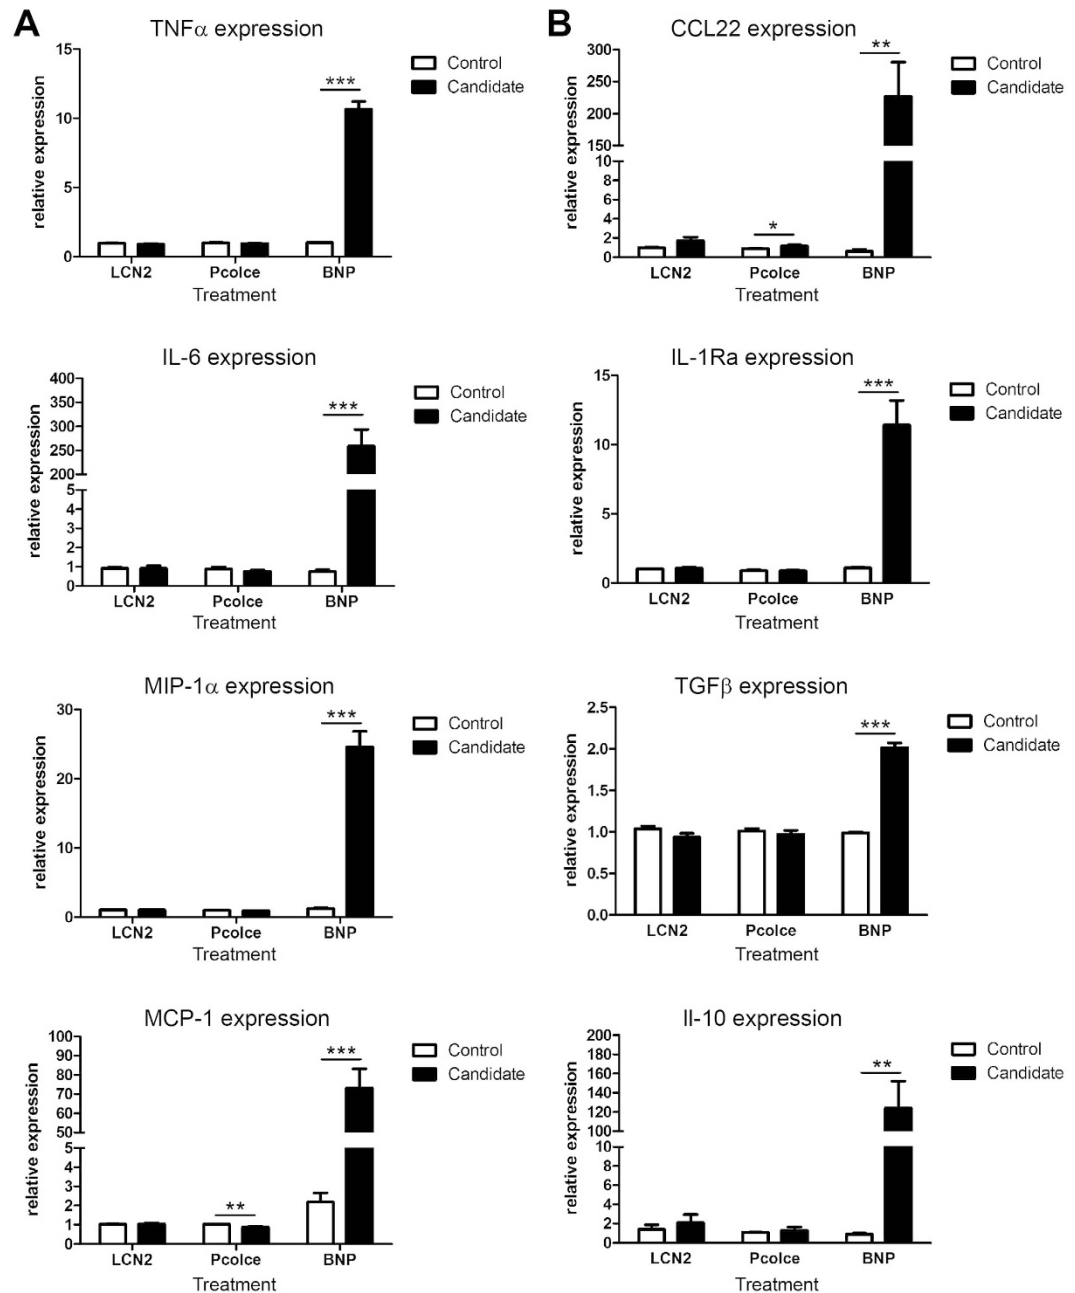 A
TNFα expression
relative expression
15
10
5
0
***
LCN2 Pcolce BNP
Treatment
Control
Candidate
IL-6 expression
relative expression
400
350
300
250
200
5
4
3
2
1
0
***
LCN2 Pcolce BNP
Treatment
Control
Candidate
MIP-1α expression
relative expression
30
20
10
0
***
LCN2 Pcolce BNP
Treatment
Control
Candidate
MCP-1 expression
relative expression
100
90
80
70
60
50
5
4
3
2
1
0
**
***
LCN2 Pcolce BNP
Treatment
Control
Candidate
B
CCL22 expression
relative expression
300
250
200
150
10
8
6
4
2
0
*
**
LCN2 Pcolce BNP
Treatment
Control
Candidate
IL-1Ra expression
relative expression
15
10
5
0
***
LCN2 Pcolce BNP
Treatment
Control
Candidate
TGFβ expression
relative expression
2.5
2.0
1.5
1.0
0.5
0.0
***
LCN2 Pcolce BNP
Treatment
Control
Candidate
Il-10 expression
relative expression
200
180
160
140
120
100
10
8
6
4
2
0
**
LCN2 Pcolce BNP
Treatment
Control
Candidate